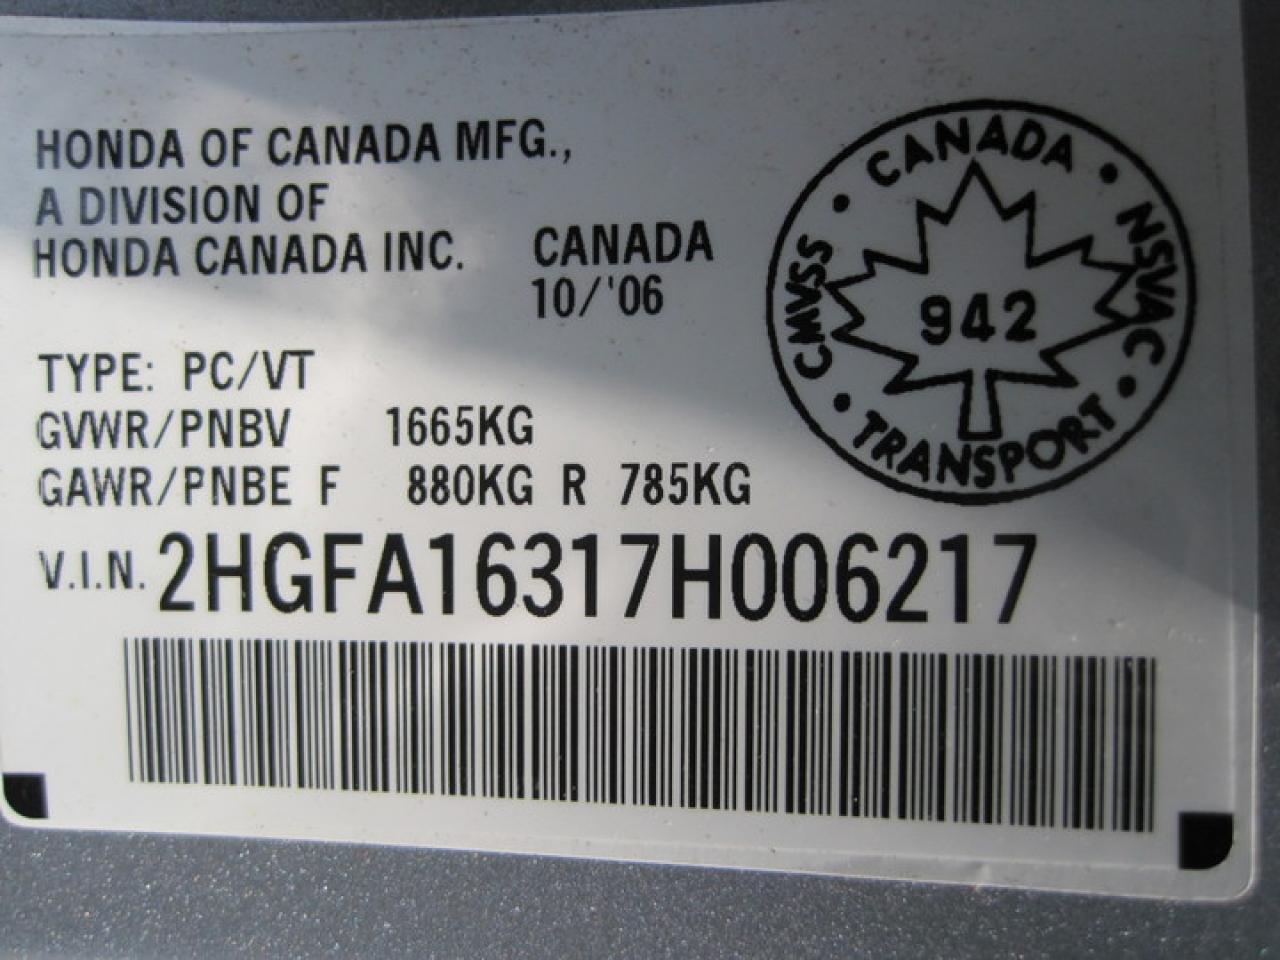 HONDA OF CANADA MFG.,
A DIVISION OF
HONDA CANADA INC.
CANADA
10/'06
TYPE: PC/VT
GVWR/PNBV 1665KG
GAWR/PNBE F 880KG R 785KG
V.I.N. 2HGFA16317H006217
CANADA
NSVAC
TRANSPORT
CMVSS
942